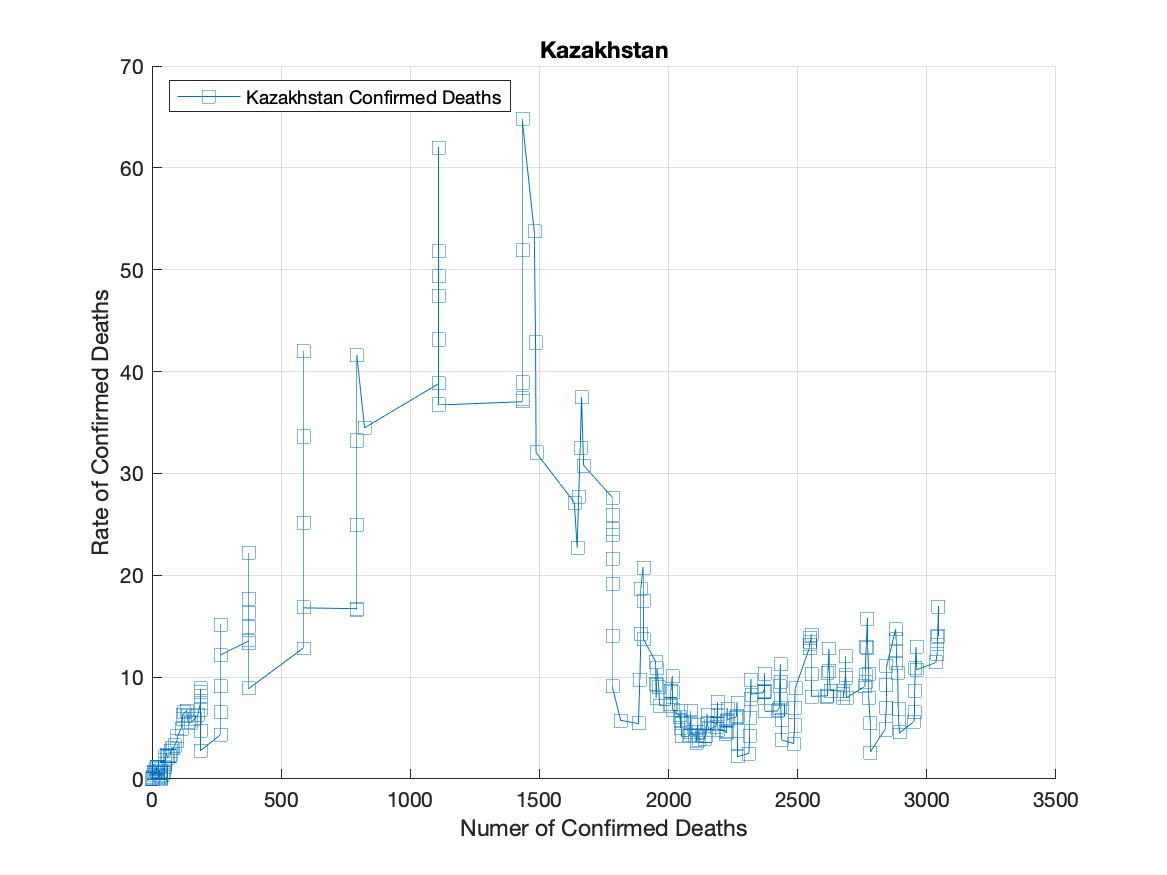 Kazakhstan
Kazakhstan Confirmed Deaths
Rate of Confirmed Deaths
70
60
50
40
30
20
10
0
0 500 1000 1500 2000 2500 3000 3500
Numer of Confirmed Deaths